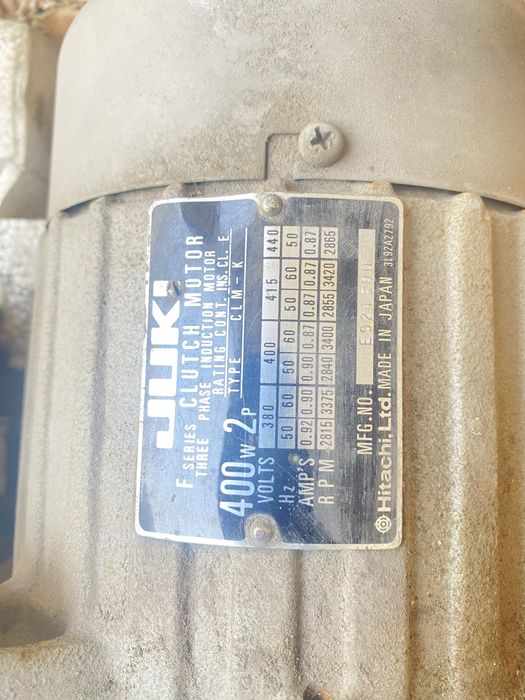 JUKI
F SERIES CLUTCH MOTOR
THREE PHASE INDUCTION MOTOR
RATING CONT. INS. CL. E
400W 2P TYPE CLM-K
VOLTS 380 400 415 440
Hz 50 60 50 60 50 60 50
AMP'S 0.92 0.90 0.90 0.87 0.87 0.87 0.87
RPM 2815 3375 2840 3400 2855 3420 2865
MFG.NO.
Hitachi, Ltd. MADE IN JAPAN 3L92A2792